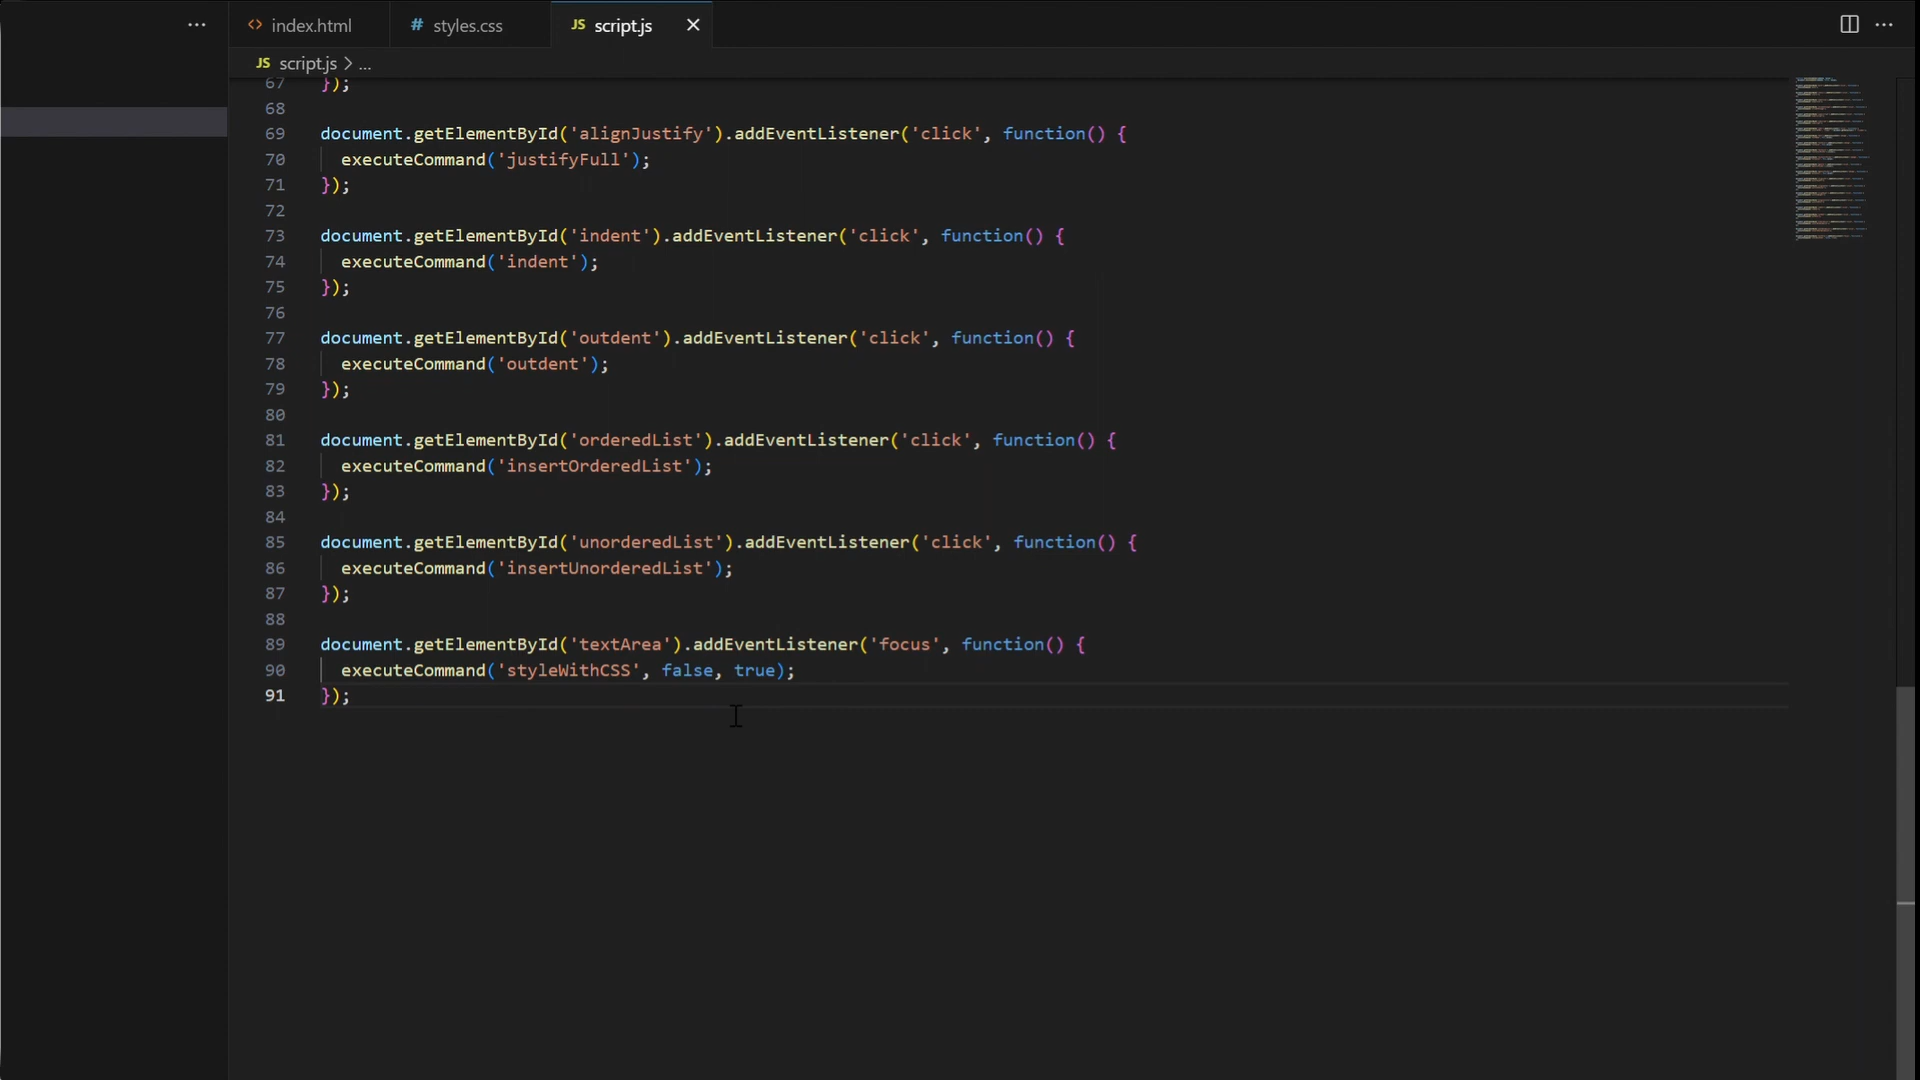 index.html
# styles.css
JS script.js
JS script.js > ...
67 });
68
69 document.getElementById('alignJustify').addEventListener('click', function() {
70 executeCommand('justifyFull');
71 });
72
73 document.getElementById('indent').addEventListener('click', function() {
74 executeCommand('indent');
75 });
76
77 document.getElementById('outdent').addEventListener('click', function() {
78 executeCommand('outdent');
79 });
80
81 document.getElementById('orderedList').addEventListener('click', function() {
82 executeCommand('insertOrderedList');
83 });
84
85 document.getElementById('unorderedList').addEventListener('click', function() {
86 executeCommand('insertUnorderedList');
87 });
88
89 document.getElementById('textArea').addEventListener('focus', function() {
90 executeCommand('styleWithCSS', false, true);
91 });